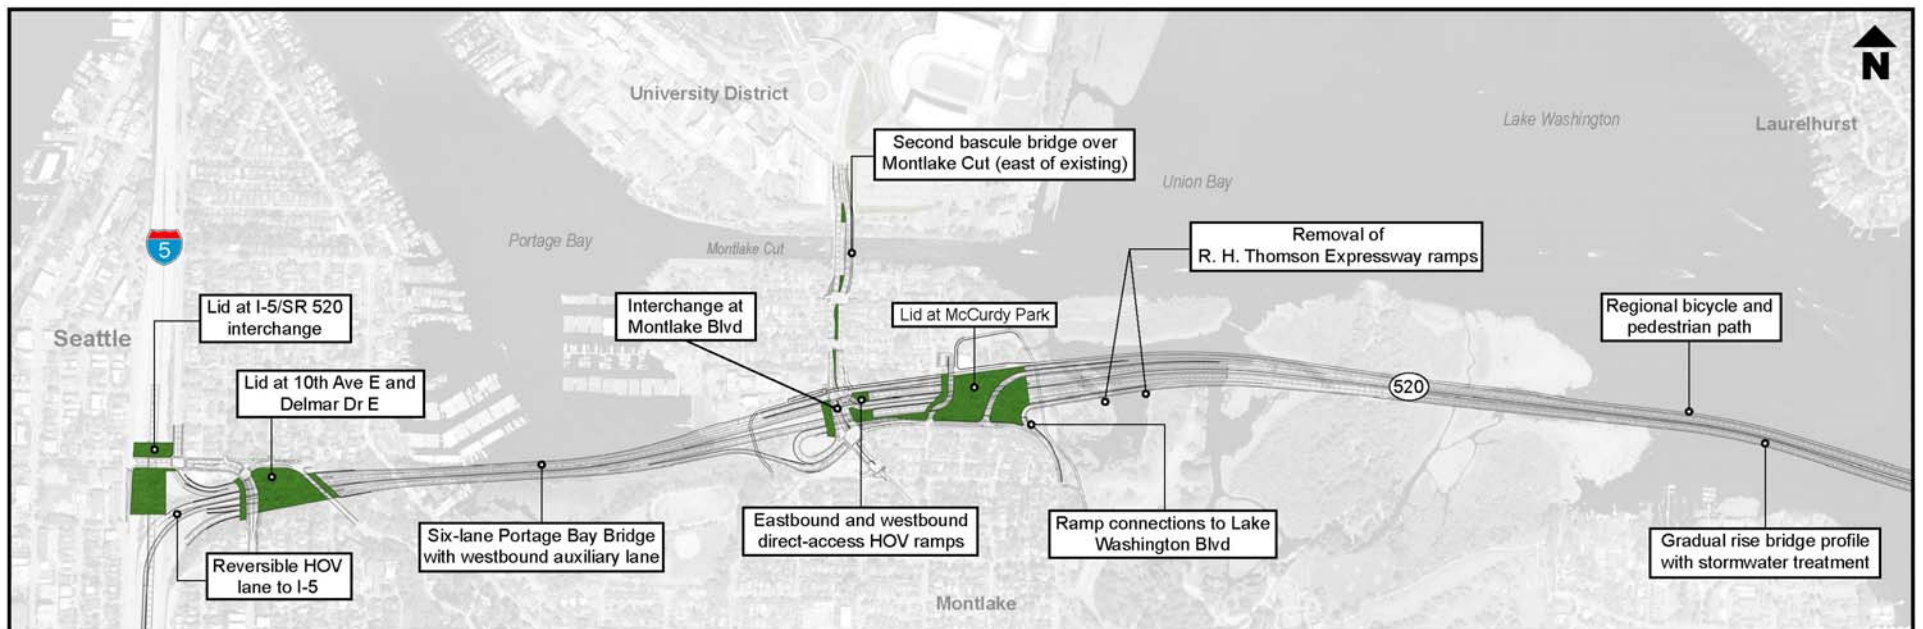 N
University District
Lake Washington
Laurelhurst
Second bascule bridge over
Montlake Cut (east of existing)
Union Bay
Portage Bay
Montlake Cut
5
Removal of
R. H. Thomson Expressway ramps
Lid at I-5/SR 520
interchange
Interchange at
Montlake Blvd
Lid at McCurdy Park
Regional bicycle and
pedestrian path
Seattle
Lid at 10th Ave E and
Delmar Dr E
520
Six-lane Portage Bay Bridge
with westbound auxiliary lane
Eastbound and westbound
direct-access HOV ramps
Ramp connections to Lake
Washington Blvd
Gradual rise bridge profile
with stormwater treatment
Reversible HOV
lane to I-5
Montlake